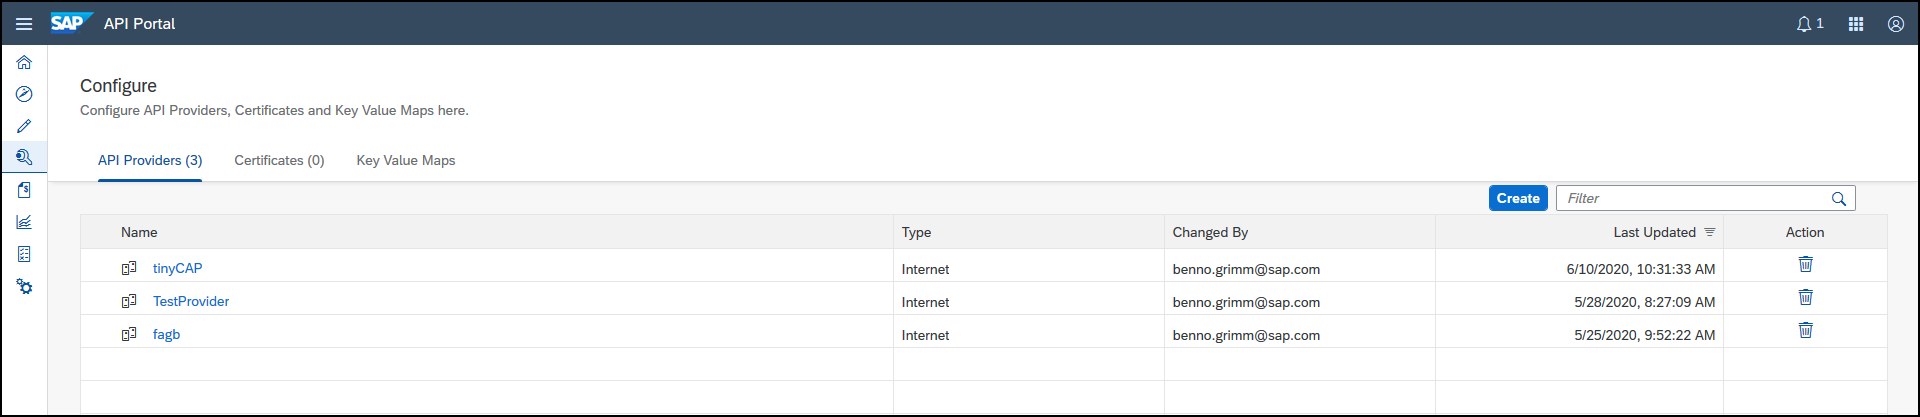 SAP API Portal 1
Configure
Configure API Providers, Certificates and Key Value Maps here.
API Providers (3) Certificates (0) Key Value Maps
Create Filter
Name Type Changed By Last Updated Action
tinyCAP Internet benno.grimm@sap.com 6/10/2020, 10:31:33 AM
TestProvider Internet benno.grimm@sap.com 5/28/2020, 8:27:09 AM
fagb Internet benno.grimm@sap.com 5/25/2020, 9:52:22 AM